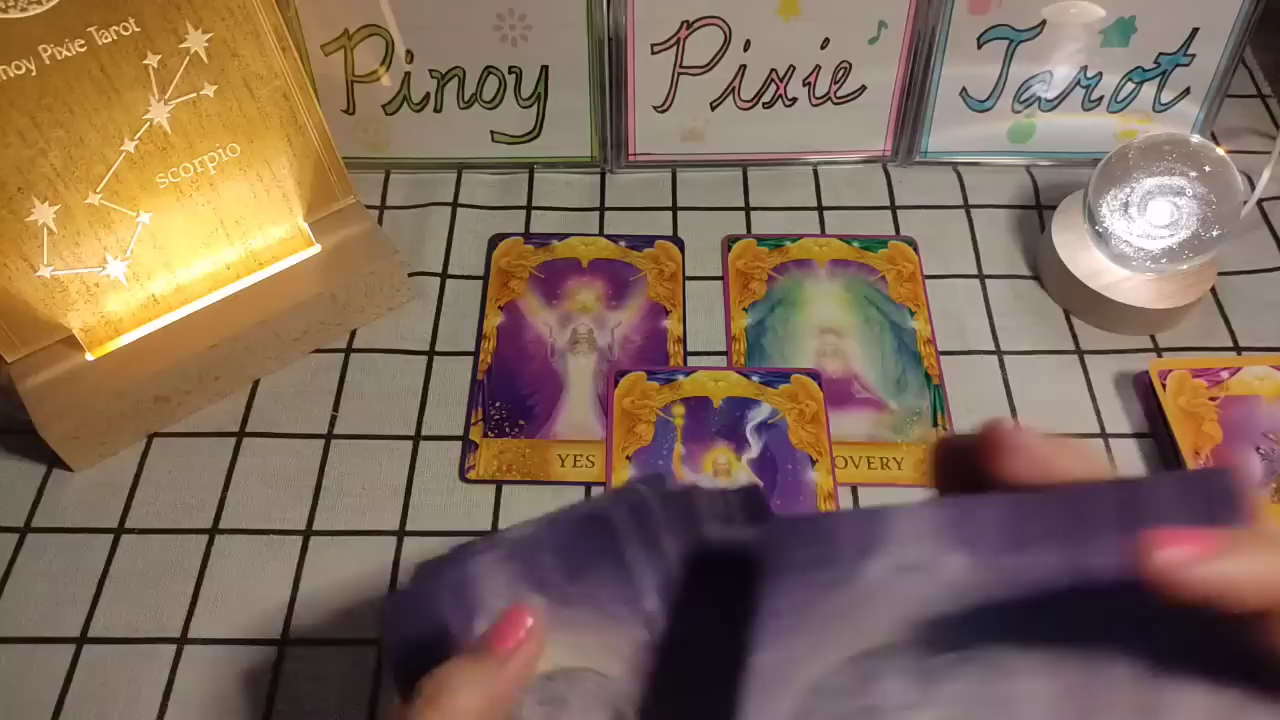 noy Pixie Tarot
scorpio
Pinoy
Pixie
Tarot
YES
OVERY